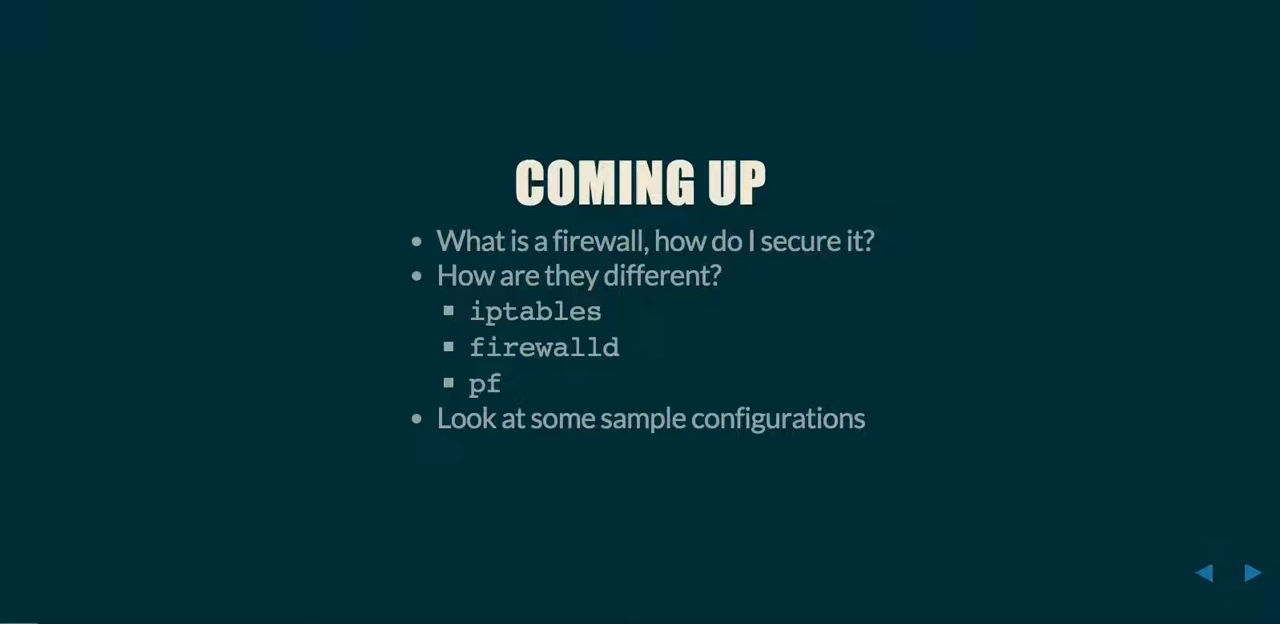 COMING UP
What is a firewall, how do I secure it?
How are they different?
iptables
firewalld
pf
Look at some sample configurations